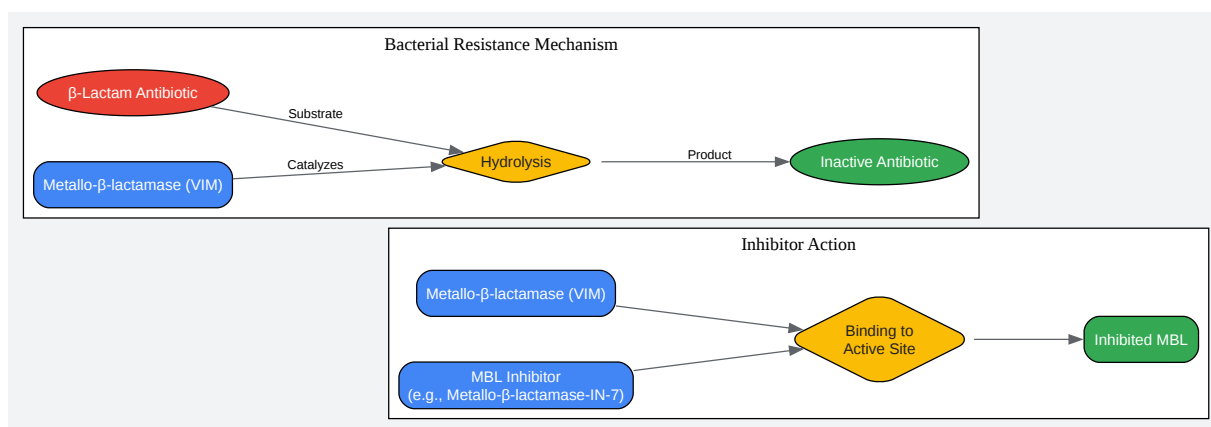 Bacterial Resistance Mechanism
β-Lactam Antibiotic
Substrate
Metallo-β-lactamase (VIM)
Catalyzes
Hydrolysis
Product
Inactive Antibiotic
Inhibitor Action
Metallo-β-lactamase (VIM)
MBL Inhibitor
(e.g., Metallo-β-lactamase-IN-7)
Binding to
Active Site
Inhibited MBL